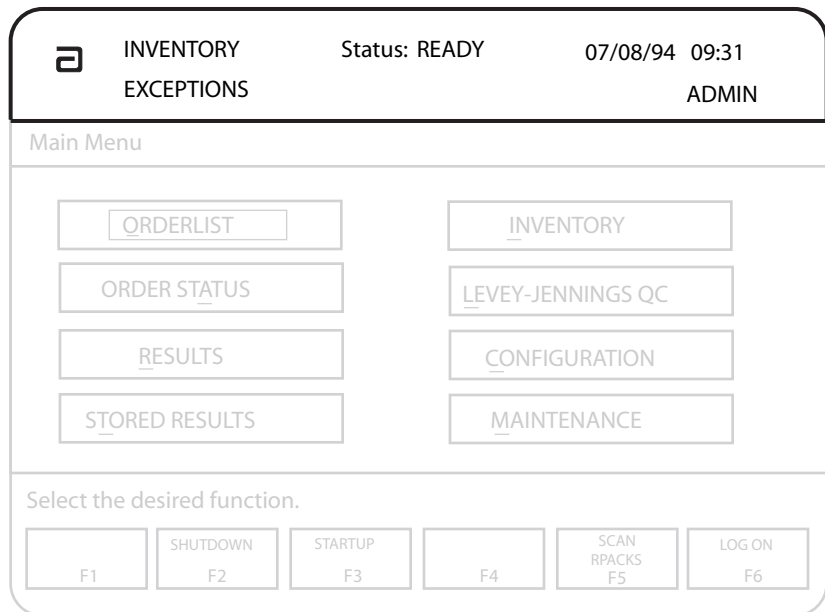 INVENTORY Status: READY 07/08/94 09:31
EXCEPTIONS ADMIN
Main Menu
ORDERLIST INVENTORY
ORDER STATUS LEVEY-JENNINGS QC
RESULTS CONFIGURATION
STORED RESULTS MAINTENANCE
Select the desired function.
SHUTDOWN STARTUP SCAN RPACKS LOG ON
F1 F2 F3 F4 F5 F6